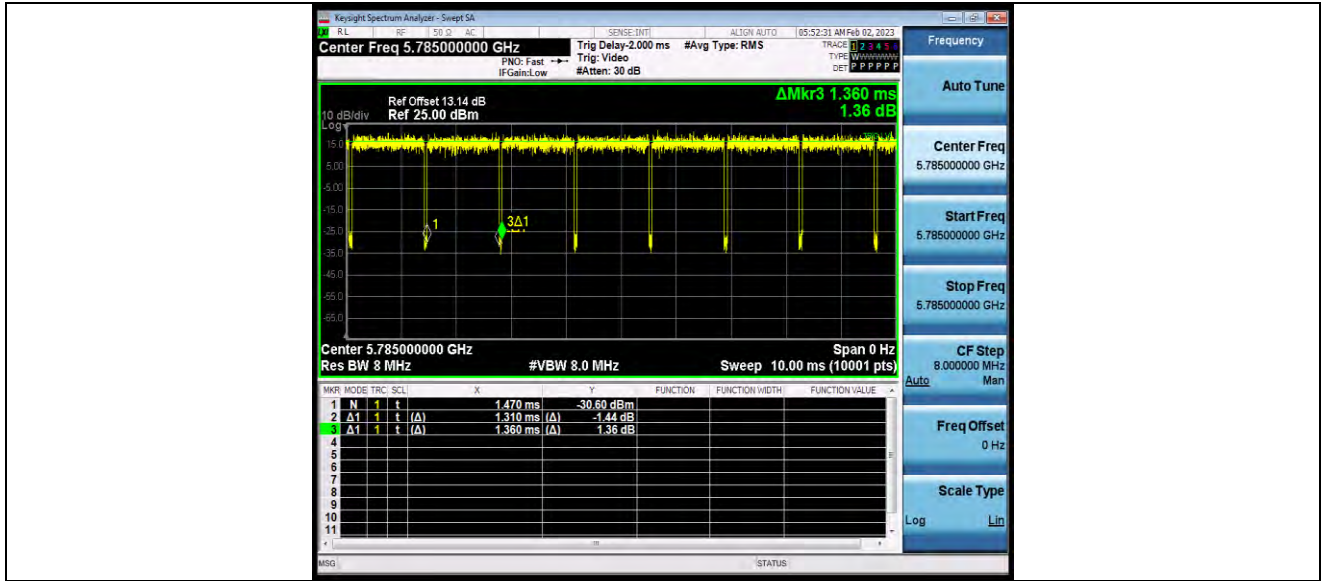 Keysight Spectrum Analyzer - Swept SA
RL RF 50 Ω AC SENSE:INT ALIGN AUTO 05:52:31 AM Feb 02, 2023
Center Freq 5.785000000 GHz
Trig Delay-2.000 ms #Avg Type: RMS
TRACE 1 2 3 4 5 6
PNO: Fast Trig: Video
TYPE WWWWWW
IFGain:Low #Atten: 30 dB
DET P P P P P P
ΔMkr3 1.360 ms
1.36 dB
Ref Offset 13.14 dB
10 dB/div Ref 25.00 dBm
Log
15.0
5.00
-5.00
-15.0
-25.0
-35.0
-45.0
-55.0
-65.0
1
3Δ1
Center 5.785000000 GHz Span 0 Hz
Res BW 8 MHz #VBW 8.0 MHz Sweep 10.00 ms (10001 pts)
MKR MODE TRC SCL X Y FUNCTION FUNCTION WIDTH FUNCTION VALUE
1 N 1 t 1.470 ms -30.60 dBm
2 Δ1 1 t (Δ) 1.310 ms (Δ) -1.44 dB
3 Δ1 1 t (Δ) 1.360 ms (Δ) 1.36 dB
4
5
6
7
8
9
10
11
MSG STATUS
Frequency
Auto Tune
Center Freq
5.785000000 GHz
Start Freq
5.785000000 GHz
Stop Freq
5.785000000 GHz
CF Step
8.000000 MHz
Auto Man
Freq Offset
0 Hz
Scale Type
Log Lin